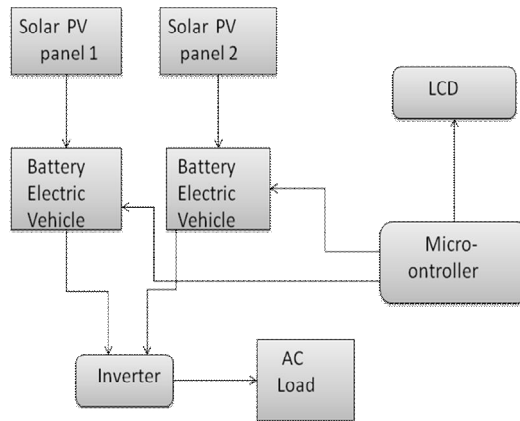 Solar PV
panel 1
Solar PV
panel 2
LCD
Battery
Electric
Vehicle
Battery
Electric
Vehicle
Micro-
ontroller
Inverter
AC
Load